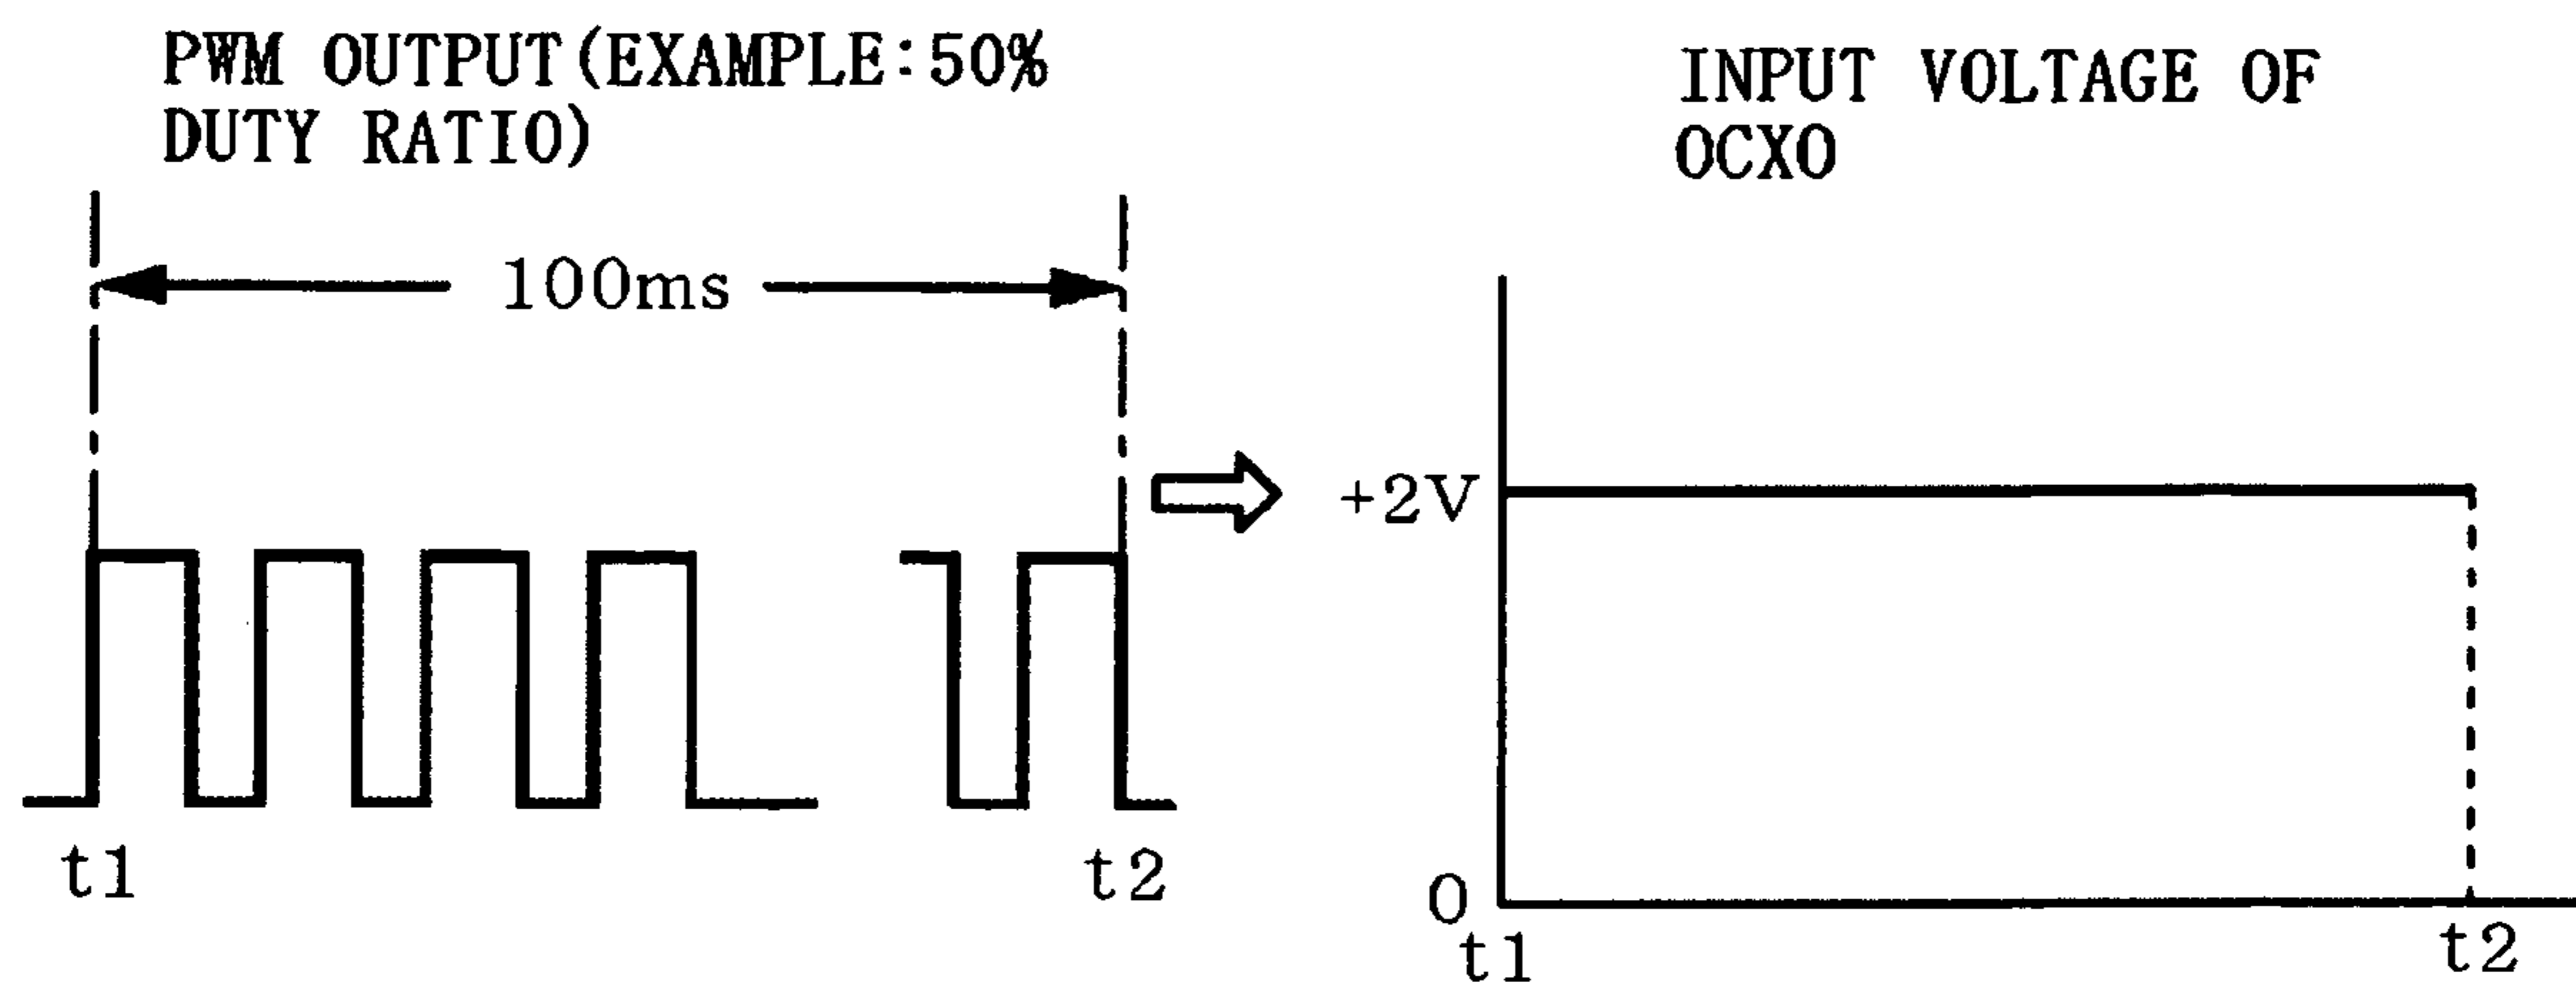 PWM OUTPUT(EXAMPLE:50%
DUTY RATIO)
100ms
t1
t2
INPUT VOLTAGE OF
OCXO
+2V
0
t1
t2